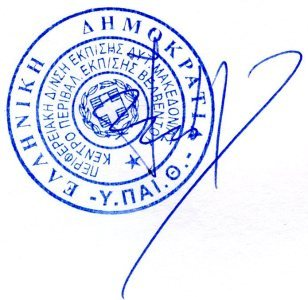 ΕΛΛΗΝΙΚΗ ΔΗΜΟΚΡΑΤΙΑ
-Υ.ΠΑΙ.Θ.-
ΠΕΡΙΦΕΡΕΙΑΚΗ Δ/ΝΣΗ ΕΚΠ/ΣΗΣ ΔΥΤ. ΜΑΚΕΔΟΝΙΑΣ
ΚΕΝΤΡΟ ΠΕΡΙΒΑΛ. ΕΚΠ/ΣΗΣ ΒΕΛΒΕΝΤΟΥ